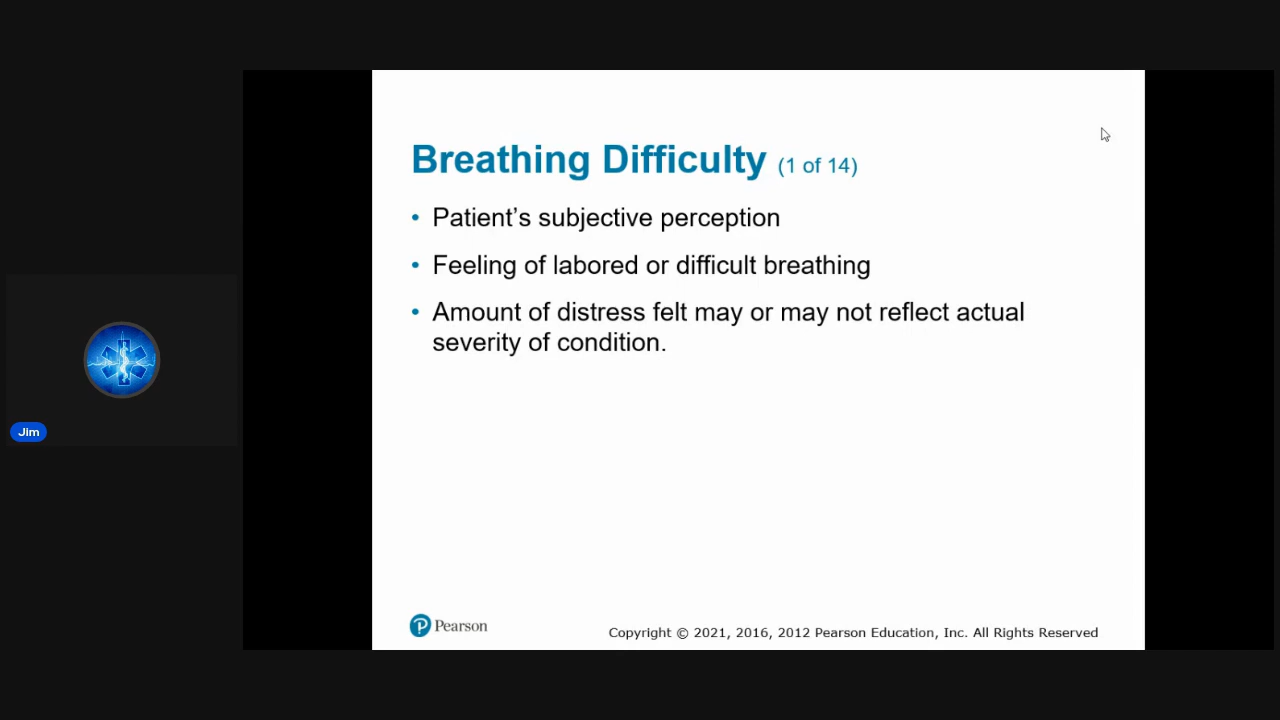 Breathing Difficulty (1 of 14)
• Patient's subjective perception
• Feeling of labored or difficult breathing
• Amount of distress felt may or may not reflect actual
severity of condition.
Jim
Pearson
Copyright © 2021, 2016, 2012 Pearson Education, Inc. All Rights Reserved